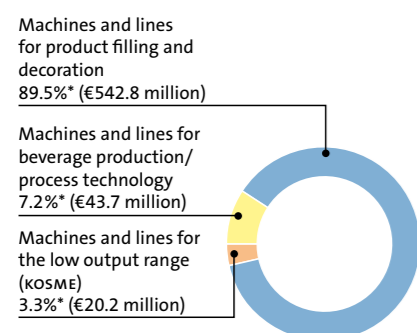 Machines and lines
for product filling and
decoration
89.5%* (€542.8 million)
Machines and lines for
beverage production/
process technology
7.2%* (€43.7 million)
Machines and lines for
the low output range
(KOSME)
3.3%* (€20.2 million)